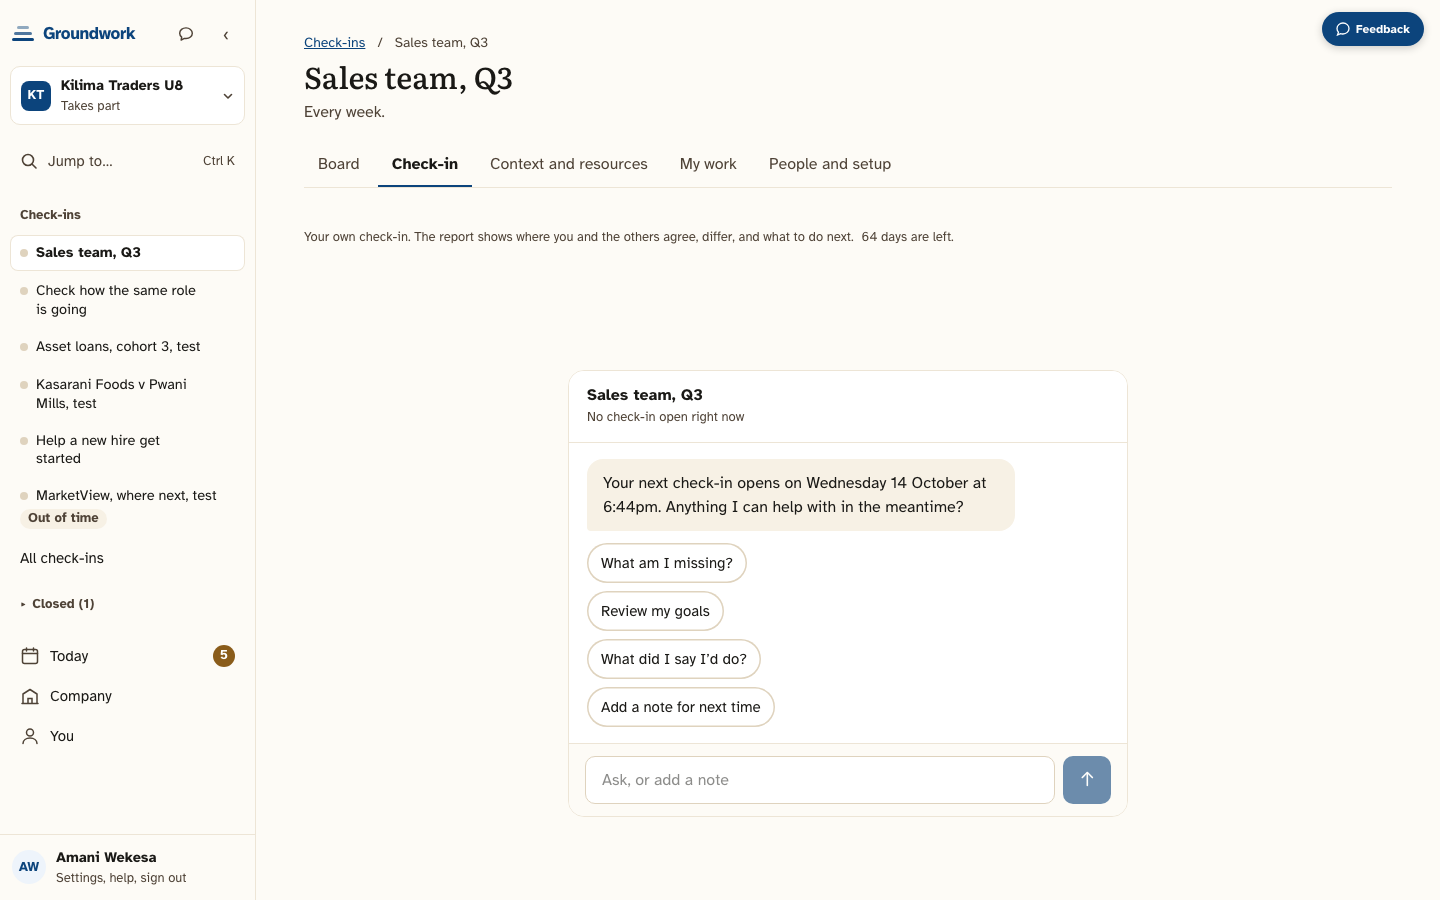 Groundwork
KT
Kilima Traders U8
Takes part
Jump to...
Ctrl K
Check-ins
Sales team, Q3
Check how the same role
is going
Asset loans, cohort 3, test
Kasarani Foods v Pwani
Mills, test
Help a new hire get
started
MarketView, where next, test
Out of time
All check-ins
Closed (1)
Today
5
Company
You
AW
Amani Wekesa
Settings, help, sign out
Feedback
Check-ins / Sales team, Q3
Sales team, Q3
Every week.
Board
Check-in
Context and resources
My work
People and setup
Your own check-in. The report shows where you and the others agree, differ, and what to do next. 64 days are left.
Sales team, Q3
No check-in open right now
Your next check-in opens on Wednesday 14 October at
6:44pm. Anything I can help with in the meantime?
What am I missing?
Review my goals
What did I say I'd do?
Add a note for next time
Ask, or add a note